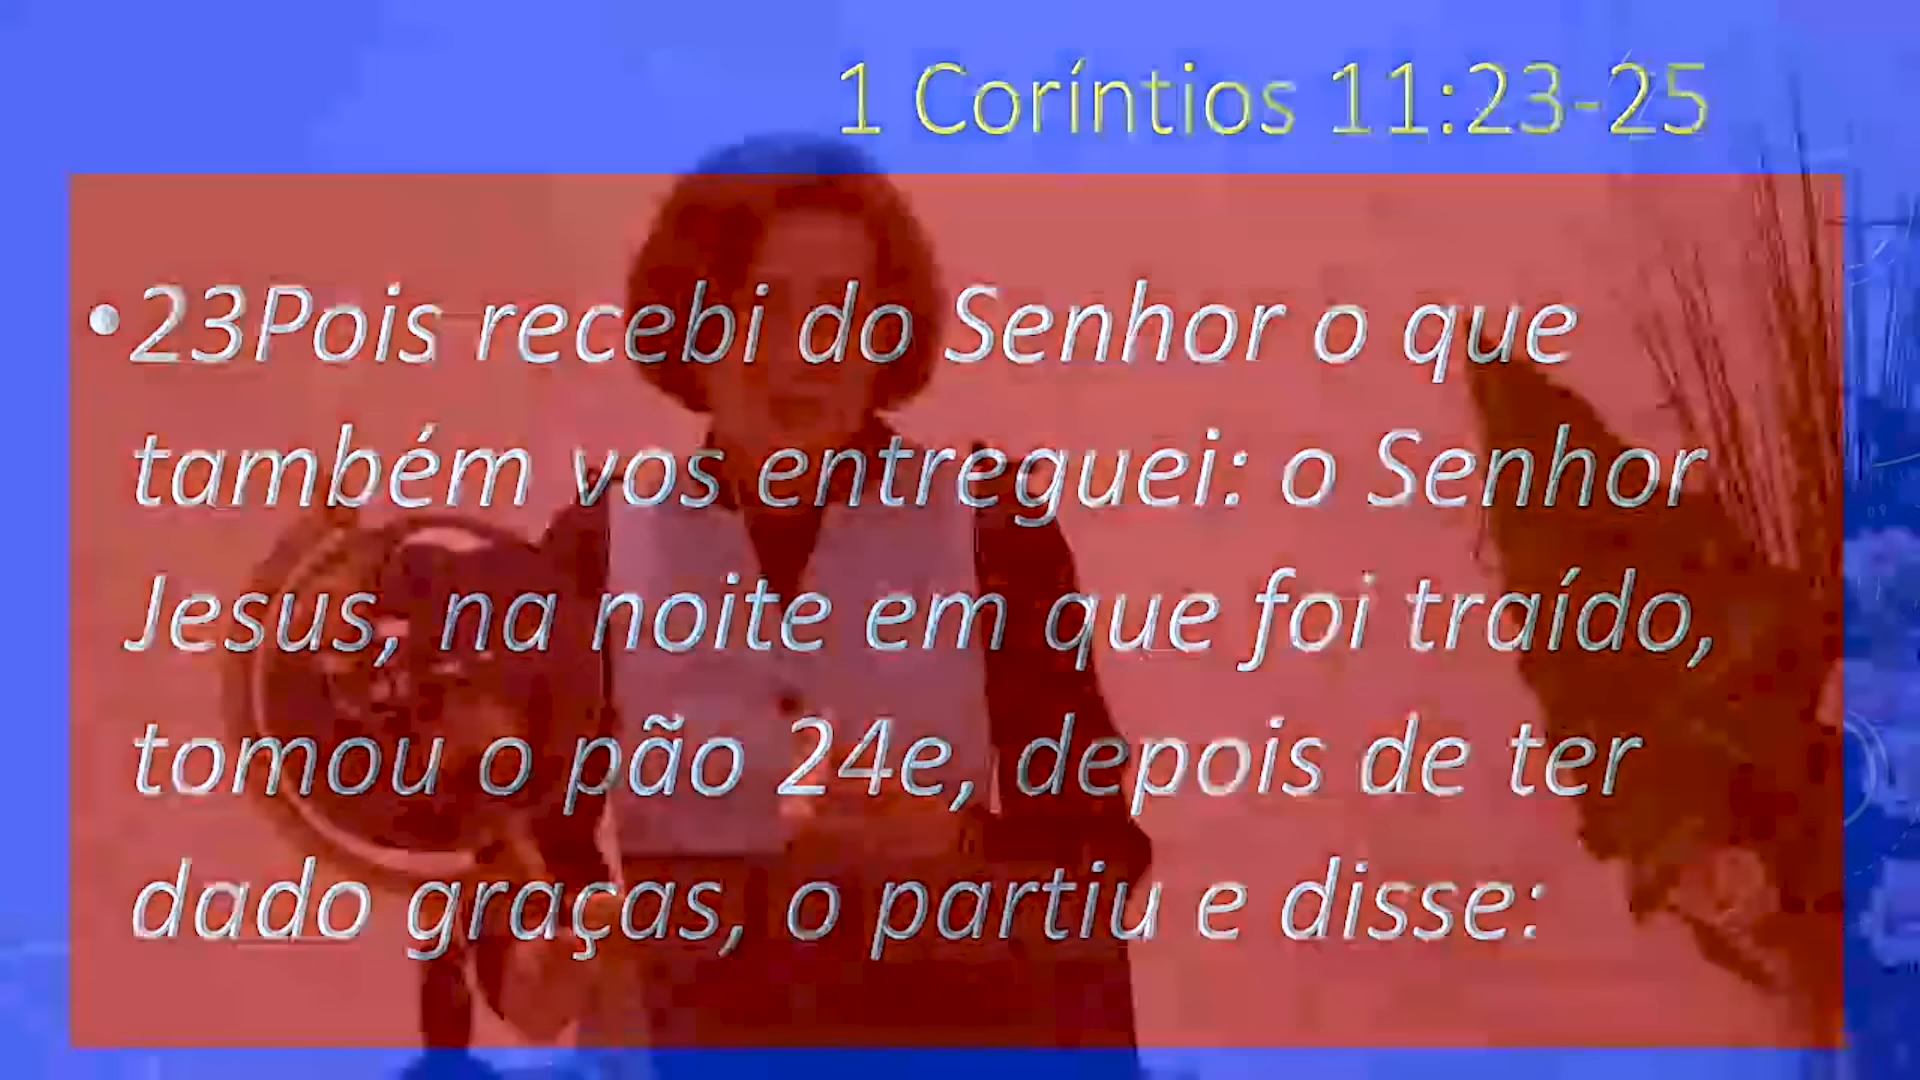 1 Coríntios 11:23-25
•23Pois recebi do Senhor o que
também vos entreguei: o Senhor
Jesus, na noite em que foi traído,
tomou o pão 24e, depois de ter
dado graças, o partiu e disse: